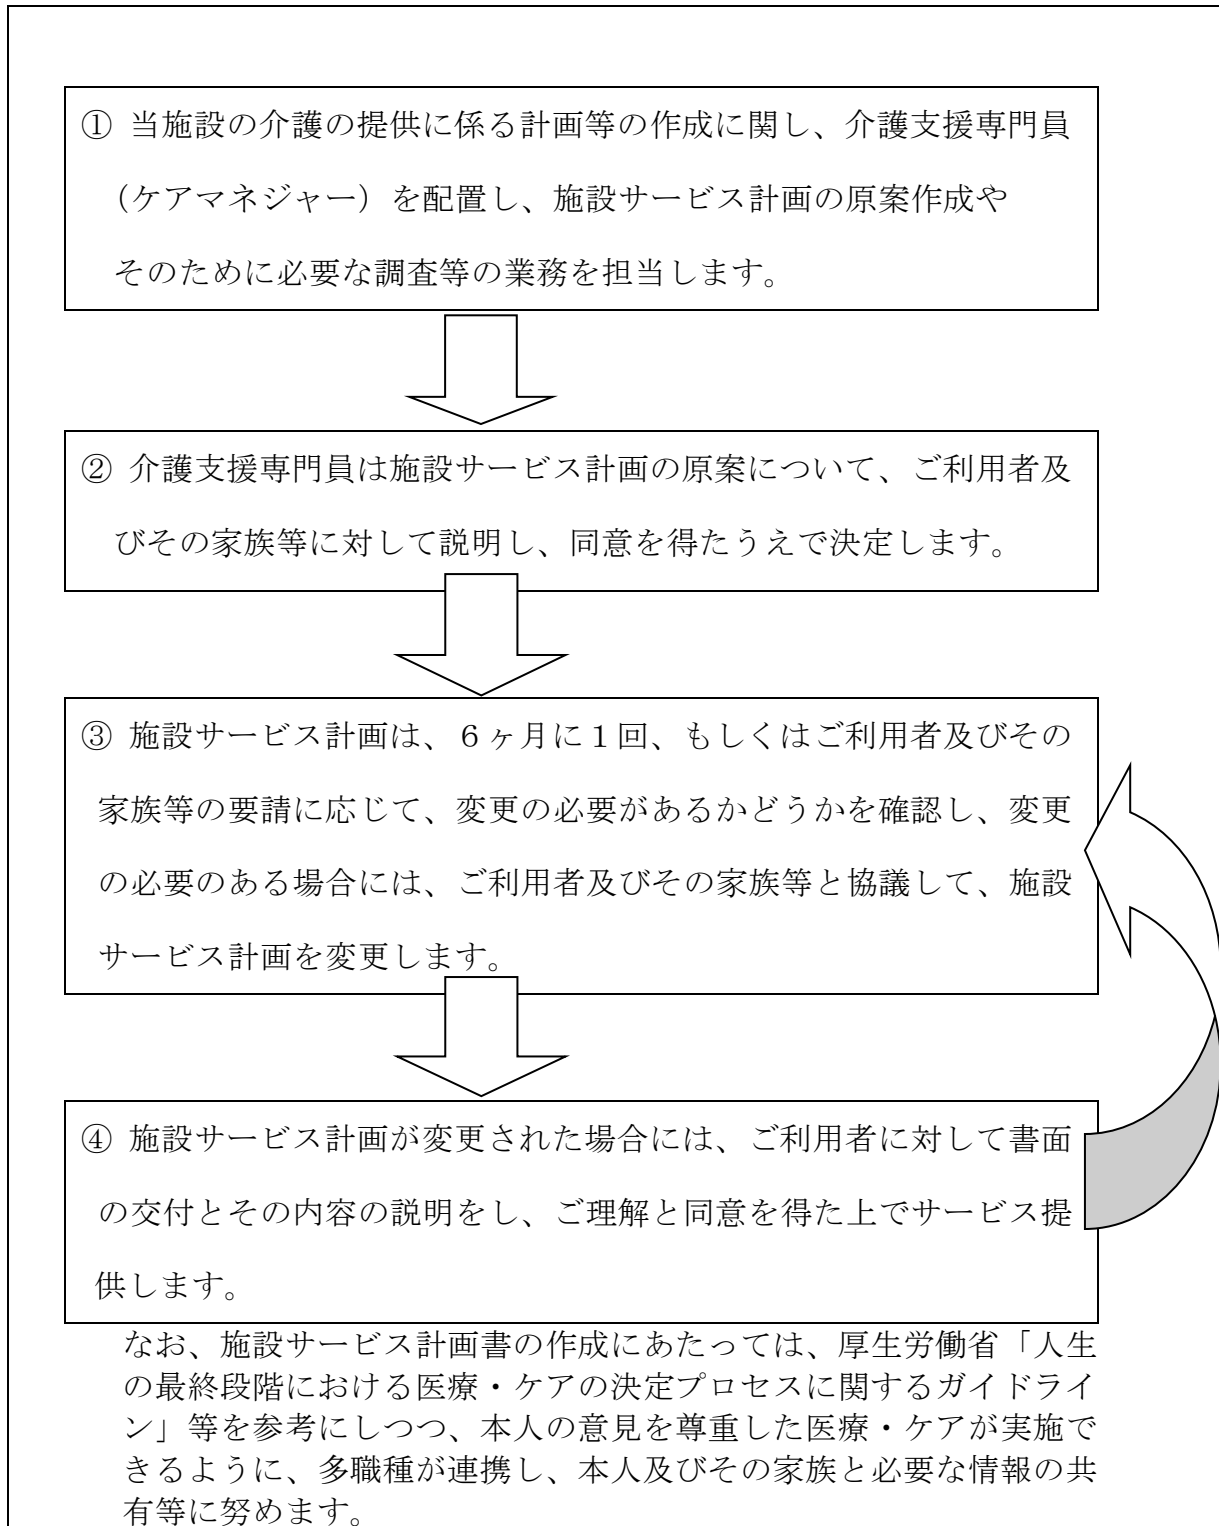 ① 当施設の介護の提供に係る計画等の作成に関し、介護支援専門員
(ケアマネジャー)を配置し、施設サービス計画の原案作成や
そのために必要な調査等の業務を担当します。
② 介護支援専門員は施設サービス計画の原案について、ご利用者及
びその家族等に対して説明し、同意を得たうえで決定します。
③ 施設サービス計画は、６ヶ月に１回、もしくはご利用者及びその
家族等の要請に応じて、変更の必要があるかどうかを確認し、変更
の必要のある場合には、ご利用者及びその家族等と協議して、施設
サービス計画を変更します。
④ 施設サービス計画が変更された場合には、ご利用者に対して書面
の交付とその内容の説明をし、ご理解と同意を得た上でサービス提
供します。
なお、施設サービス計画書の作成にあたっては、厚生労働省「人生
の最終段階における医療・ケアの決定プロセスに関するガイドライ
ン」等を参考にしつつ、本人の意見を尊重した医療・ケアが実施で
きるように、多職種が連携し、本人及びその家族と必要な情報の共
有等に努めます。